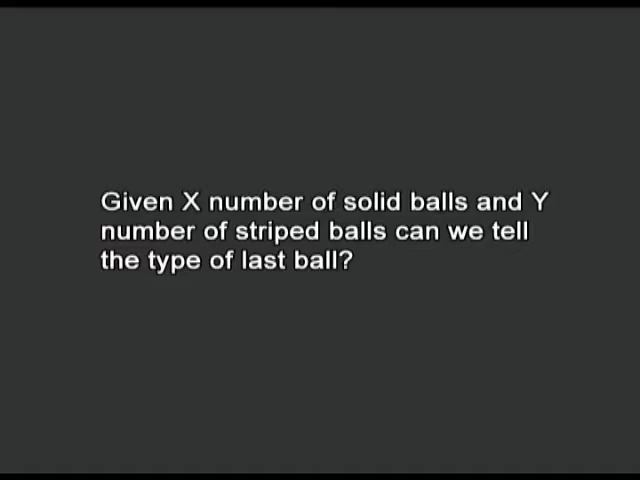 Given X number of solid balls and Y
number of striped balls can we tell
the type of last ball?